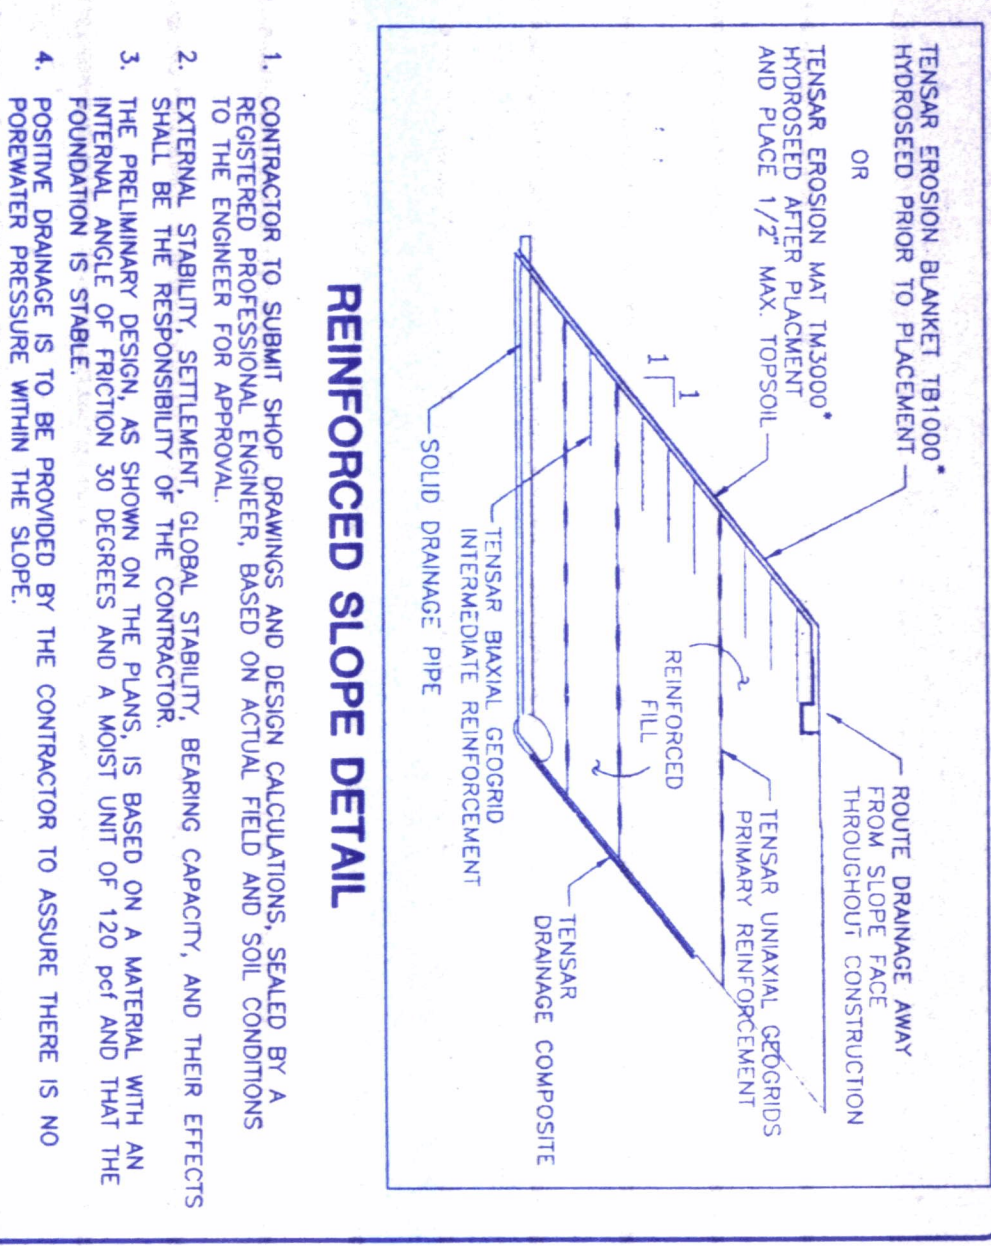 TENSAR EROSION BLANKET TB1000*
HYDROSEED PRIOR TO PLACEMENT
OR
TENSAR EROSION MAT TM3000*
HYDROSEED AFTER PLACMENT
AND PLACE 1/2" MAX. TOPSOIL
ROUTE DRAINAGE AWAY
FROM SLOPE FACE
THROUGHOUT CONSTRUCTION
1
1
REINFORCED
FILL
TENSAR UNIAXIAL GEOGRIDS
PRIMARY REINFORCEMENT
TENSAR BIAXIAL GEOGRID
INTERMEDIATE REINFORCEMENT
SOLID DRAINAGE PIPE
TENSAR
DRAINAGE COMPOSITE
REINFORCED SLOPE DETAIL
1. CONTRACTOR TO SUBMIT SHOP DRAWINGS AND DESIGN CALCULATIONS, SEALED BY A
REGISTERED PROFESSIONAL ENGINEER, BASED ON ACTUAL FIELD AND SOIL CONDITIONS
TO THE ENGINEER FOR APPROVAL.
2. EXTERNAL STABILITY, SETTLEMENT, GLOBAL STABILITY, BEARING CAPACITY, AND THEIR EFFECTS
SHALL BE THE RESPONSIBILITY OF THE CONTRACTOR.
3. THE PRELIMINARY DESIGN, AS SHOWN ON THE PLANS, IS BASED ON A MATERIAL WITH AN
INTERNAL ANGLE OF FRICTION 30 DEGREES AND A MOIST UNIT OF 120 pcf AND THAT THE
FOUNDATION IS STABLE.
4. POSITIVE DRAINAGE IS TO BE PROVIDED BY THE CONTRACTOR TO ASSURE THERE IS NO
POREWATER PRESSURE WITHIN THE SLOPE.